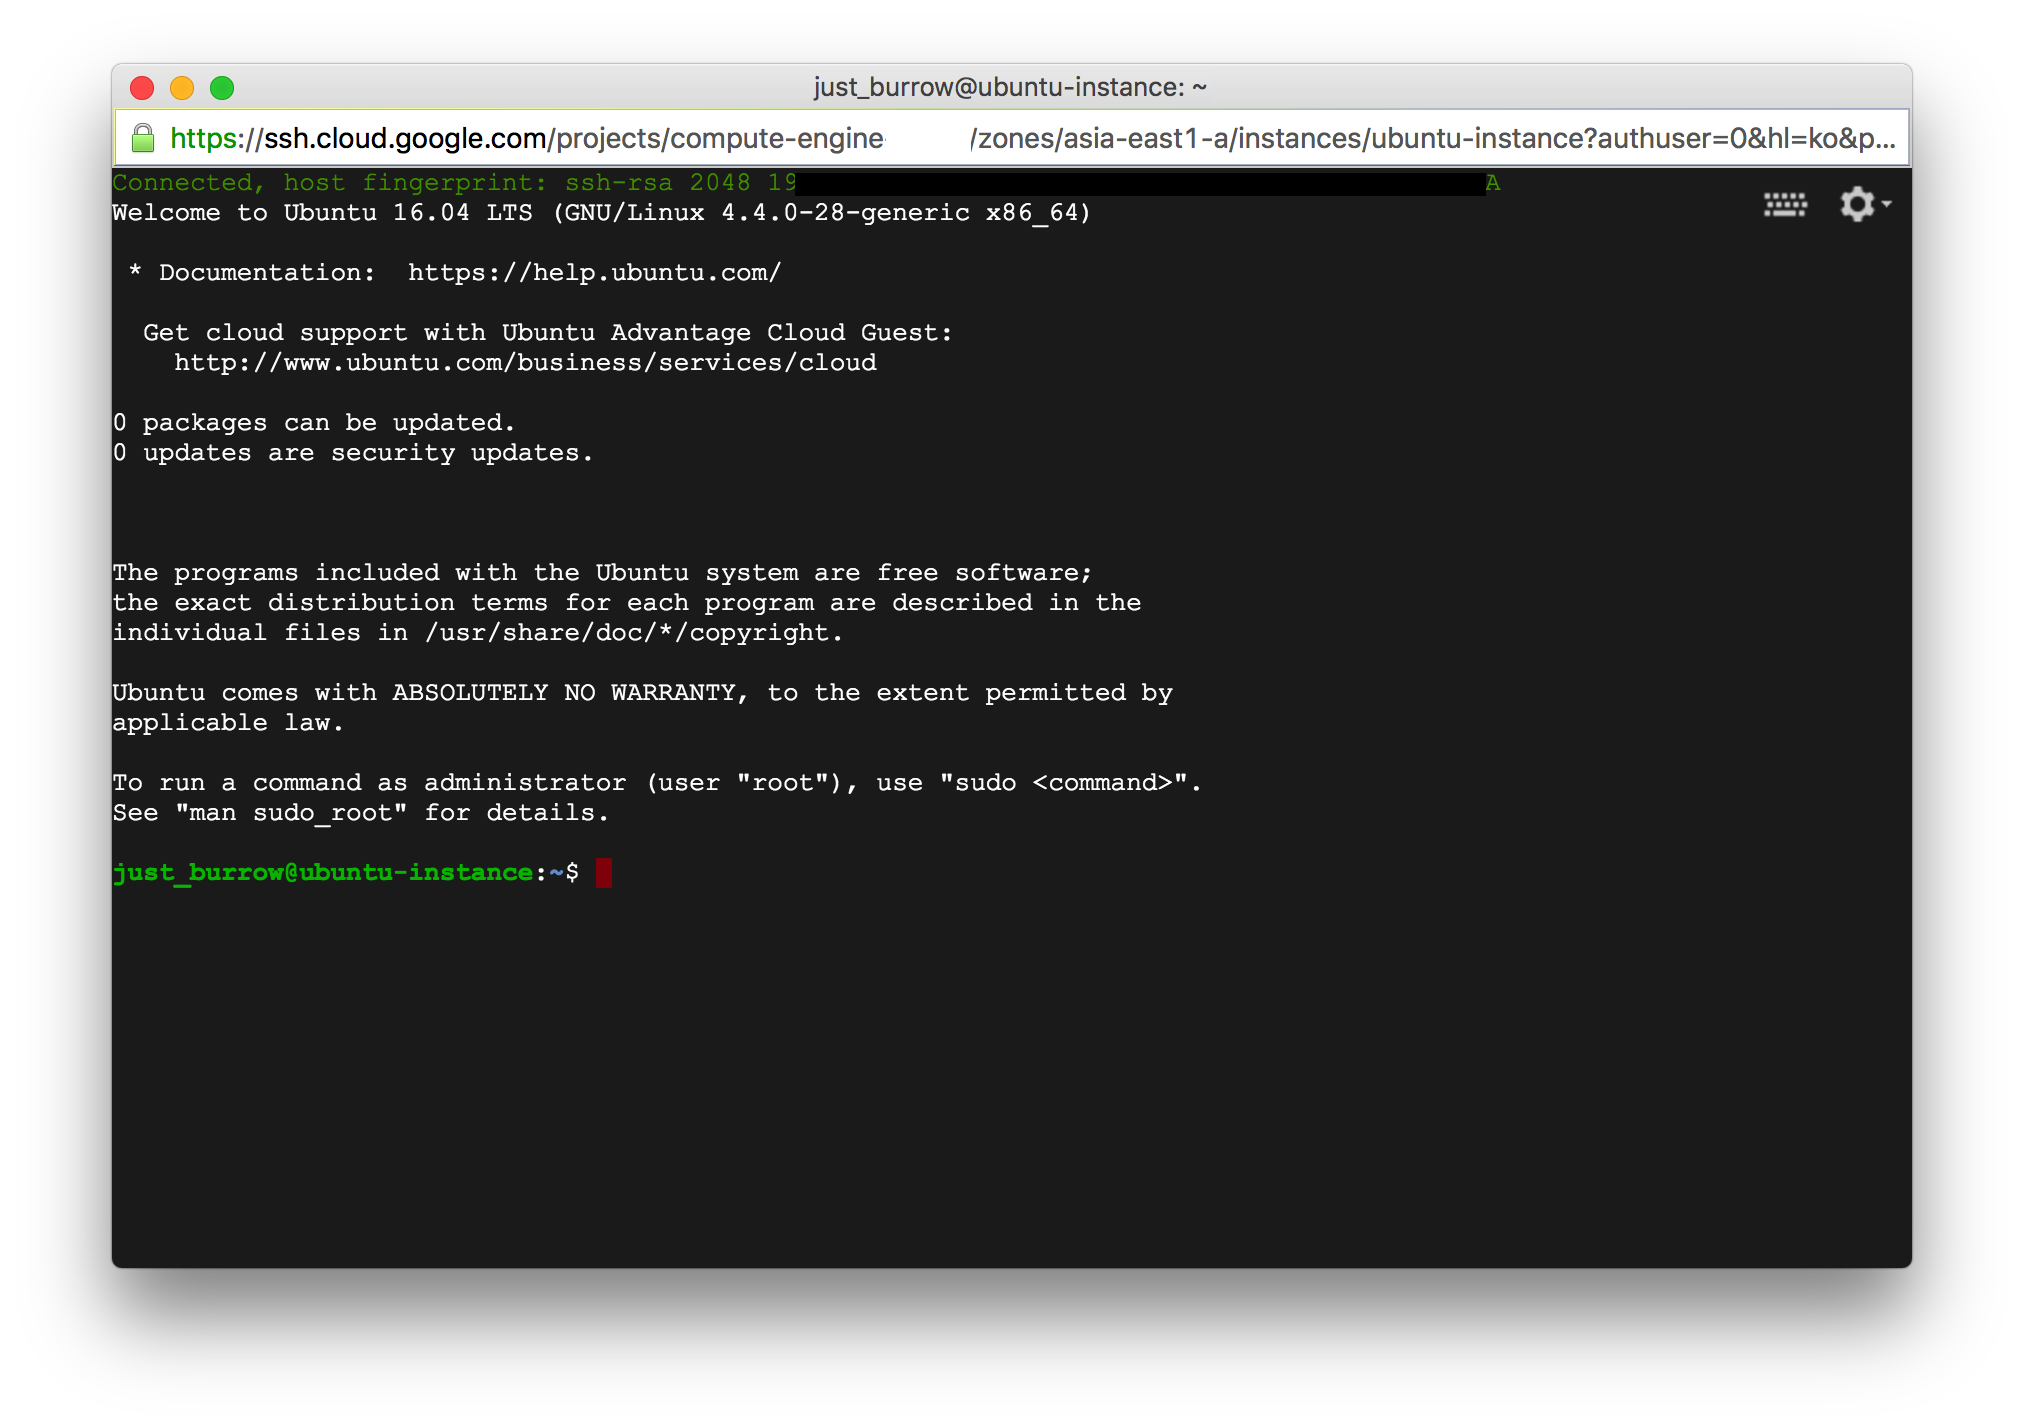 just_burrow@ubuntu-instance: ~
https://ssh.cloud.google.com/projects/compute-engine- /zones/asia-east1-a/instances/ubuntu-instance?authuser=0&hl=ko&p...
Connected, host fingerprint: ssh-rsa 2048 19 A
Welcome to Ubuntu 16.04 LTS (GNU/Linux 4.4.0-28-generic x86_64)
* Documentation:  https://help.ubuntu.com/
Get cloud support with Ubuntu Advantage Cloud Guest:
http://www.ubuntu.com/business/services/cloud
0 packages can be updated.
0 updates are security updates.
The programs included with the Ubuntu system are free software;
the exact distribution terms for each program are described in the
individual files in /usr/share/doc/*/copyright.
Ubuntu comes with ABSOLUTELY NO WARRANTY, to the extent permitted by
applicable law.
To run a command as administrator (user "root"), use "sudo <command>".
See "man sudo_root" for details.
just_burrow@ubuntu-instance:~$